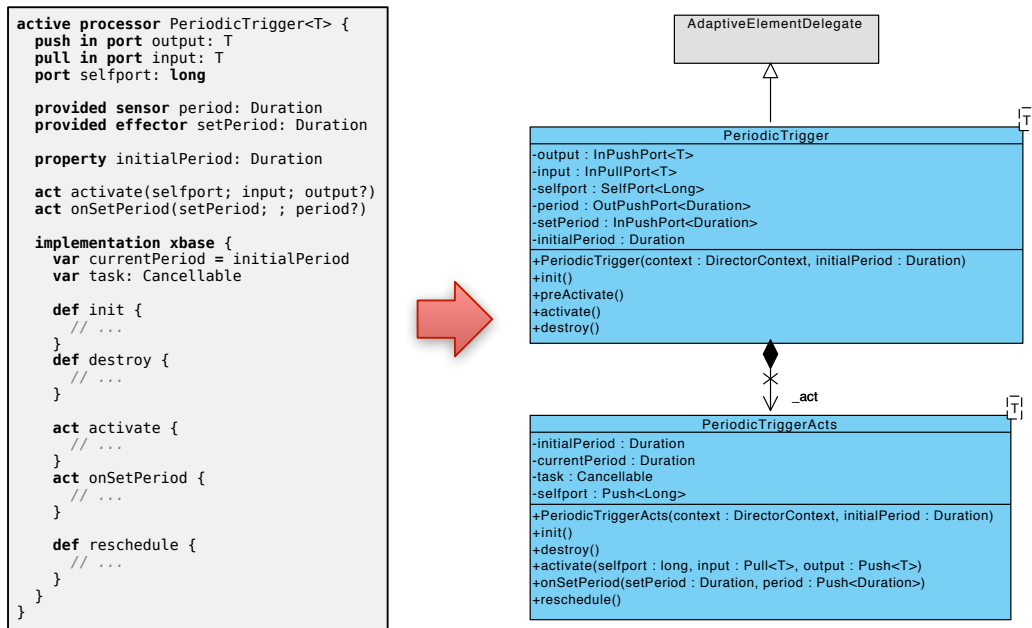 active processor PeriodicTrigger<T> {
push in port output: T
pull in port input: T
port selfport: long
provided sensor period: Duration
provided effector setPeriod: Duration
property initialPeriod: Duration
act activate(selfport; input; output?)
act onSetPeriod(setPeriod; ; period?)
implementation xbase {
var currentPeriod = initialPeriod
var task: Cancellable
def init {
// ...
}
def destroy {
// ...
}
act activate {
// ...
}
act onSetPeriod {
// ...
}
def reschedule {
// ...
}
}
}
AdaptiveElementDelegate
T
PeriodicTrigger
-output : InPushPort<T>
-input : InPullPort<T>
-selfport : SelfPort<Long>
-period : OutPushPort<Duration>
-setPeriod : InPushPort<Duration>
-initialPeriod : Duration
+PeriodicTrigger(context : DirectorContext, initialPeriod : Duration)
+init()
+preActivate()
+activate()
+destroy()
_act
T
PeriodicTriggerActs
-initialPeriod : Duration
-currentPeriod : Duration
-task : Cancellable
-selfport : Push<Long>
+PeriodicTriggerActs(context : DirectorContext, initialPeriod : Duration)
+init()
+destroy()
+activate(selfport : long, input : Pull<T>, output : Push<T>)
+onSetPeriod(setPeriod : Duration, period : Push<Duration>)
+reschedule()